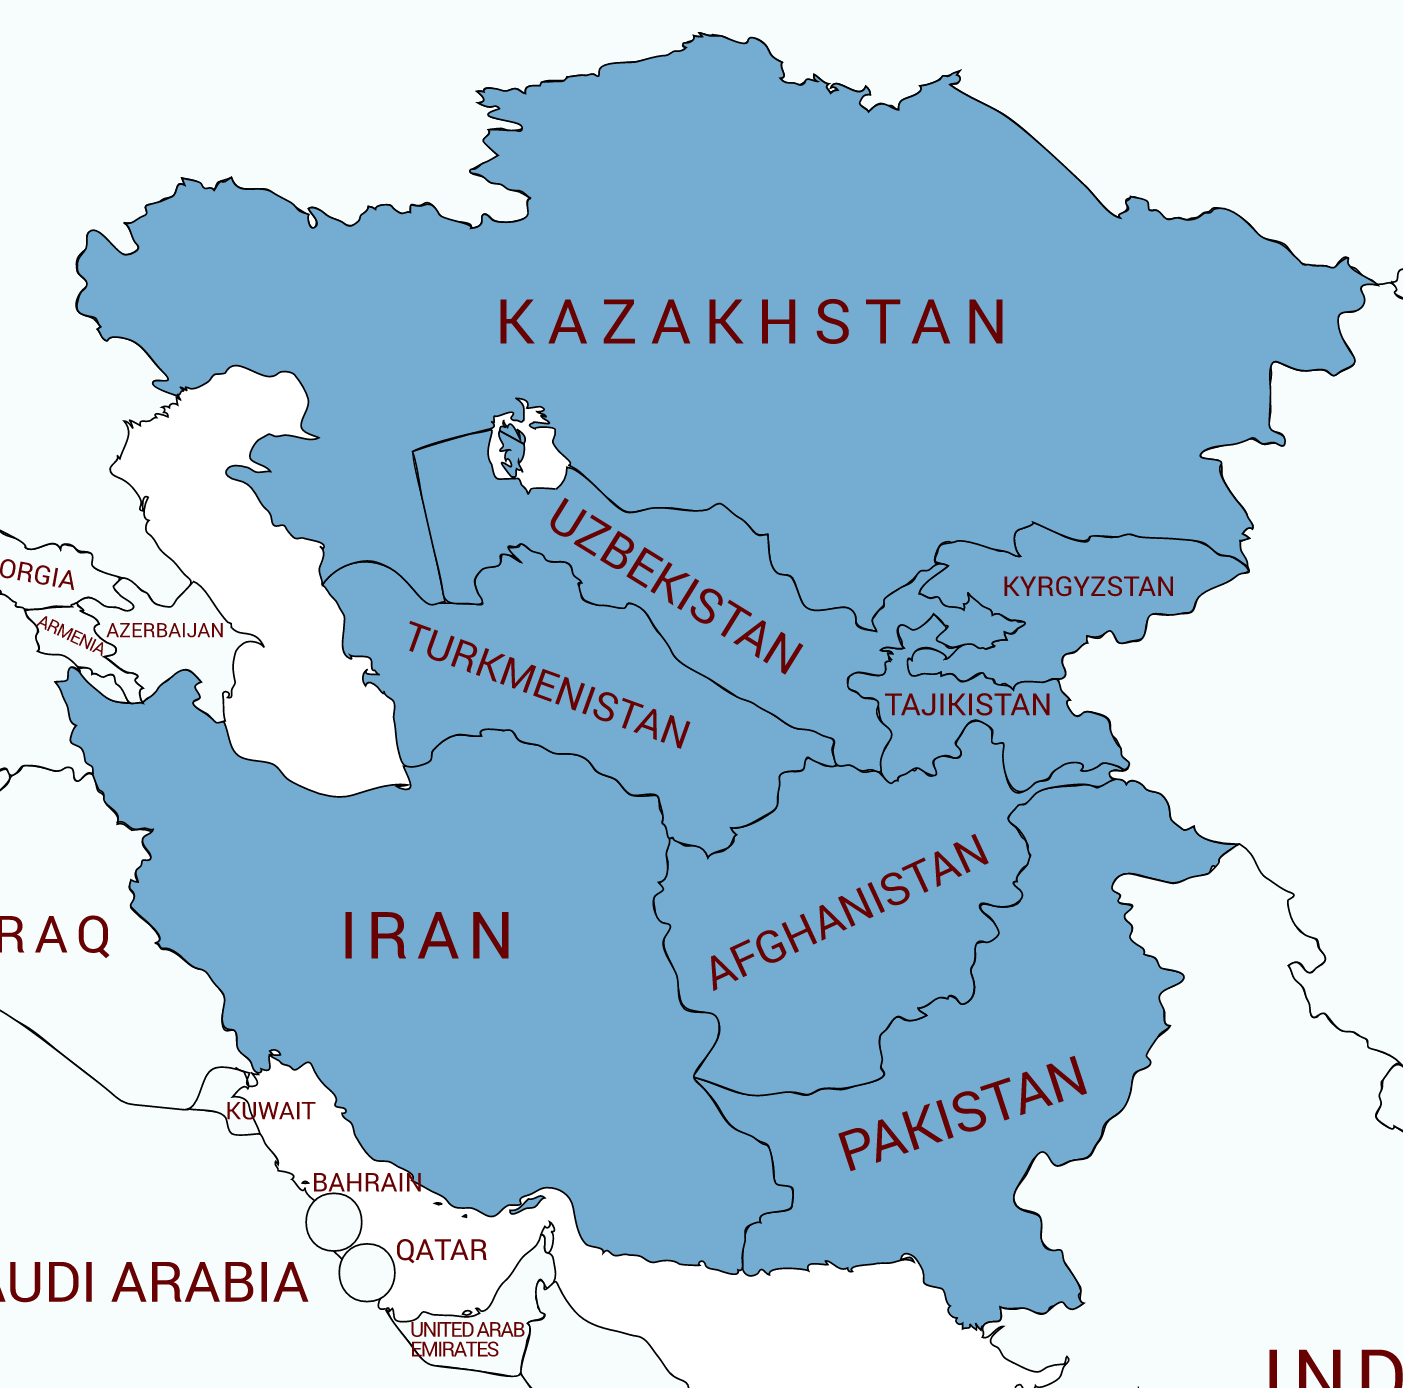 KAZAKHSTAN
UZBEKISTAN
ORGIA
KYRGYZSTAN
ARMENIA
AZERBAIJAN
TURKMENISTAN
TAJIKISTAN
AFGHANISTAN
RAQ
IRAN
KUWAIT
PAKISTAN
BAHRAIN
QATAR
AUDI ARABIA
UNITED ARAB
EMIRATES
IND